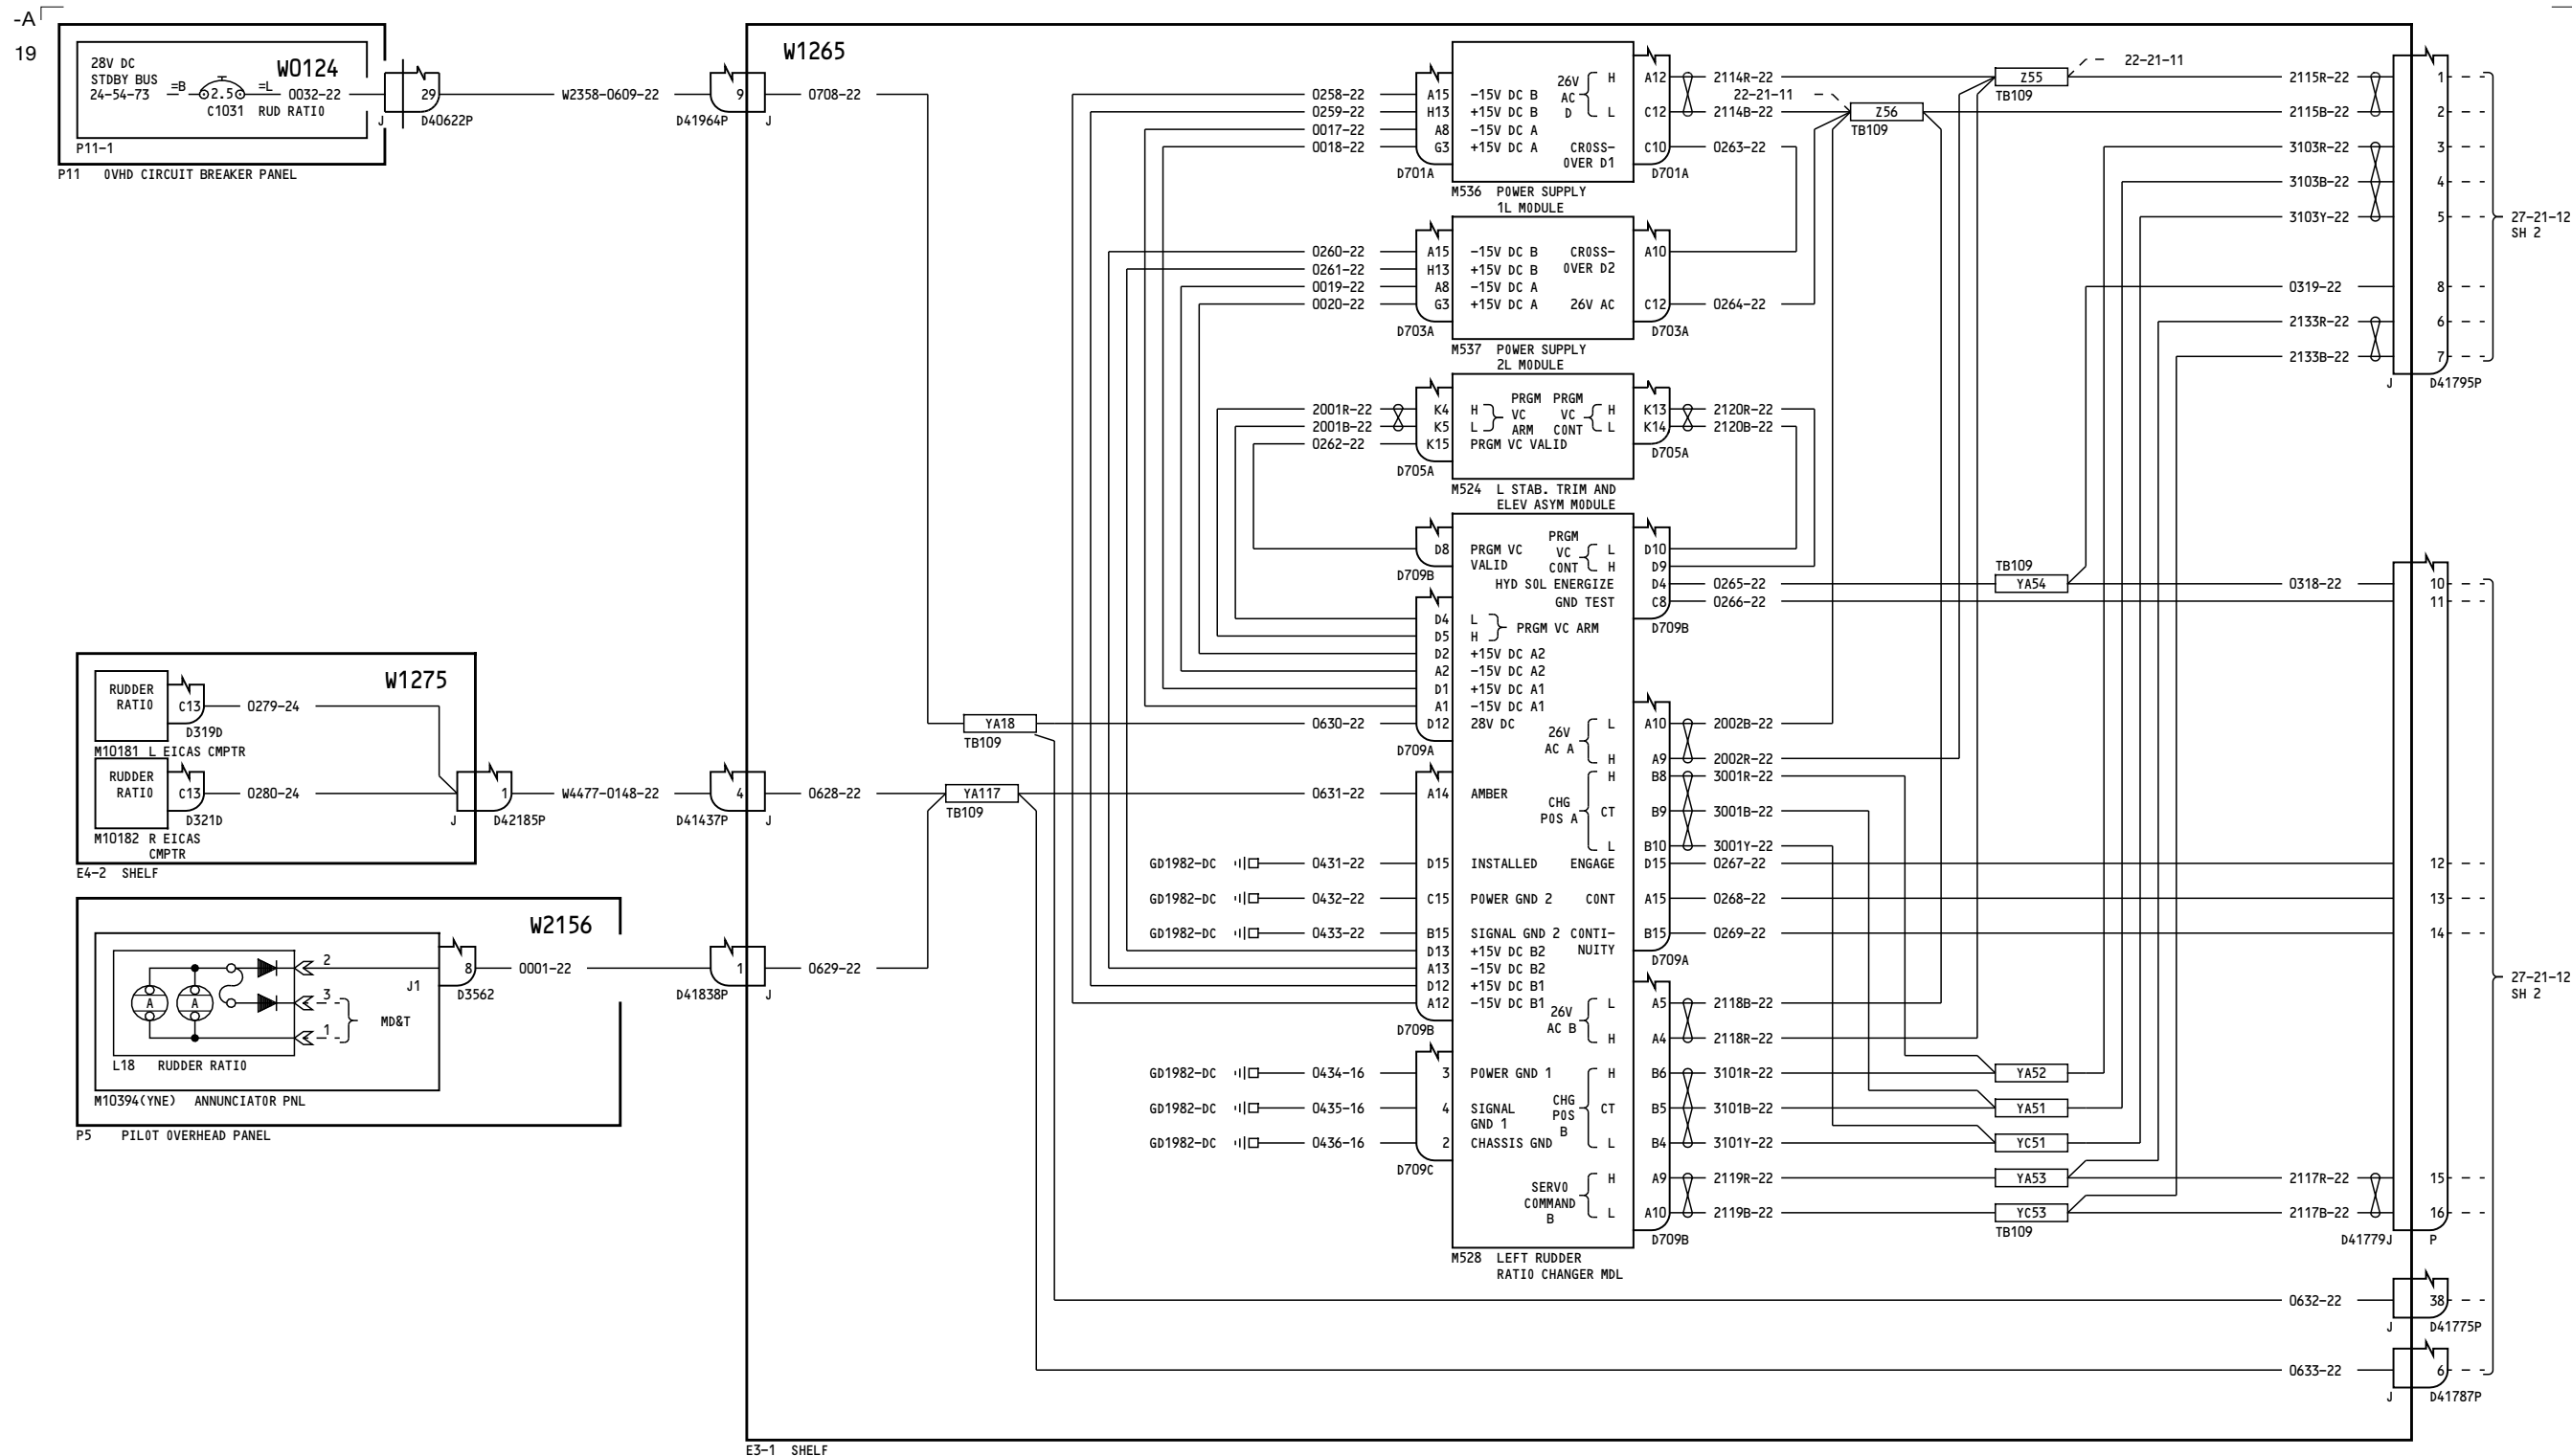 -A
19
28V DC
STDBY BUS
24-54-73
=B
2.5
=L
C1031
W0124
0032-22
RUD RATIO
P11-1
P11 OVHD CIRCUIT BREAKER PANEL
J
29
D40622P
W2358-0609-22
9
D41964P
J
W1265
0708-22
0258-22
0259-22
0017-22
0018-22
A15 -15V DC B
H13 +15V DC B
A8 -15V DC A
G3 +15V DC A
D701A
26V
AC
D
H
L
CROSS-
OVER D1
A12
C12
C10
D701A
M536 POWER SUPPLY
1L MODULE
2114R-22
22-21-11
2114B-22
0263-22
Z56
TB109
Z55
TB109
22-21-11
2115R-22
2115B-22
3103R-22
3103B-22
3103Y-22
0319-22
2133R-22
2133B-22
1
2
3
4
5
8
6
7
J
D41795P
27-21-12
SH 2
0260-22
0261-22
0019-22
0020-22
A15 -15V DC B
H13 +15V DC B
A8 -15V DC A
G3 +15V DC A
D703A
CROSS-
OVER D2
26V AC
A10
C12
D703A
0264-22
M537 POWER SUPPLY
2L MODULE
2001R-22
2001B-22
0262-22
K4 H
K5 L
K15 PRGM VC VALID
PRGM
VC
ARM
PRGM
VC
CONT
H
L
K13
K14
D705A
D705A
2120R-22
2120B-22
M524 L STAB. TRIM AND
ELEV ASYM MODULE
D8 PRGM VC
VALID
D709B
PRGM
VC
CONT
L
H
D10
D9
HYD SOL ENERGIZE D4
GND TEST C8
D709B
0265-22
0266-22
TB109
YA54
0318-22
10
11
D4 L
D5 H
PRGM VC ARM
D2 +15V DC A2
A2 -15V DC A2
D1 +15V DC A1
A1 -15V DC A1
D12 28V DC
D709A
0630-22
YA18
TB109
26V
AC A
L
H
A10
A9
2002B-22
2002R-22
W1275
RUDDER
RATIO
C13
D319D
0279-24
M10181 L EICAS CMPTR
RUDDER
RATIO
C13
D321D
0280-24
M10182 R EICAS
CMPTR
E4-2 SHELF
J
1
D42185P
W4477-0148-22
4
D41437P
J
0628-22
YA117
TB109
0631-22
A14 AMBER
CHG
POS A
H
CT
L
B8
B9
B10
3001R-22
3001B-22
3001Y-22
GD1982-DC
0431-22
D15 INSTALLED
ENGAGE D15
0267-22
12
GD1982-DC
0432-22
C15 POWER GND 2
CONT A15
0268-22
13
GD1982-DC
0433-22
B15 SIGNAL GND 2
CONTI-
NUITY
B15
D709A
0269-22
14
D13 +15V DC B2
A13 -15V DC B2
D12 +15V DC B1
A12 -15V DC B1
D709B
26V
AC B
L
H
A5
A4
2118B-22
2118R-22
W2156
A
A
2
3
1
MD&T
J1
L18 RUDDER RATIO
M10394(YNE) ANNUNCIATOR PNL
P5 PILOT OVERHEAD PANEL
8
D3562
0001-22
1
D41838P
J
0629-22
GD1982-DC
0434-16
3 POWER GND 1
GD1982-DC
0435-16
4 SIGNAL
GND 1
GD1982-DC
0436-16
2 CHASSIS GND
D709C
CHG
POS
B
H
CT
L
B6
B5
B4
3101R-22
3101B-22
3101Y-22
YA52
YA51
YC51
SERVO
COMMAND
B
H
L
A9
A10
D709B
2119R-22
2119B-22
YA53
YC53
TB109
2117R-22
2117B-22
15
16
D41779J
P
M528 LEFT RUDDER
RATIO CHANGER MDL
27-21-12
SH 2
0632-22
38
J
D41775P
0633-22
6
J
D41787P
E3-1 SHELF